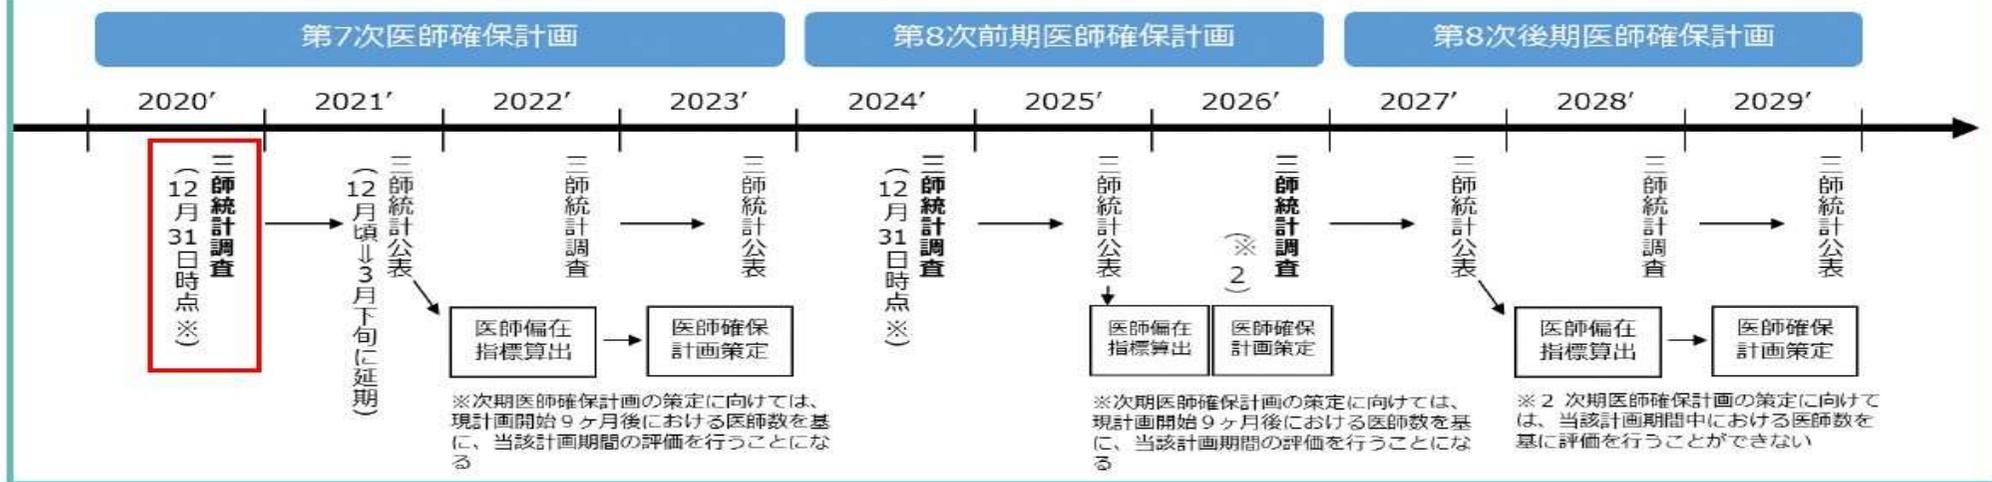 第7次医師確保計画
第8次前期医師確保計画
第8次後期医師確保計画
2020′
2021′
2022′
2023′
2024′
2025′
2026′
2027′
2028′
2029′
三師統計調査
（12月31日時点※）
三師統計公表
（12月頃⇒3月下旬に延期）
三師統計調査
三師統計公表
三師統計調査
（12月31日時点※）
三師統計公表
三師統計調査
（※2）
三師統計公表
三師統計調査
三師統計公表
医師偏在
指標算出
医師確保
計画策定
医師偏在
指標算出
医師確保
計画策定
医師偏在
指標算出
医師確保
計画策定
※次期医師確保計画の策定に向けては、
現計画開始９ヶ月後における医師数を基
に、当該計画期間の評価を行うことにな
る
※次期医師確保計画の策定に向けては、
現計画開始９ヶ月後における医師数を基
に、当該計画期間の評価を行うことにな
る
※２ 次期医師確保計画の策定に向けて
は、当該計画期間中における医師数を
基に評価を行うことができない